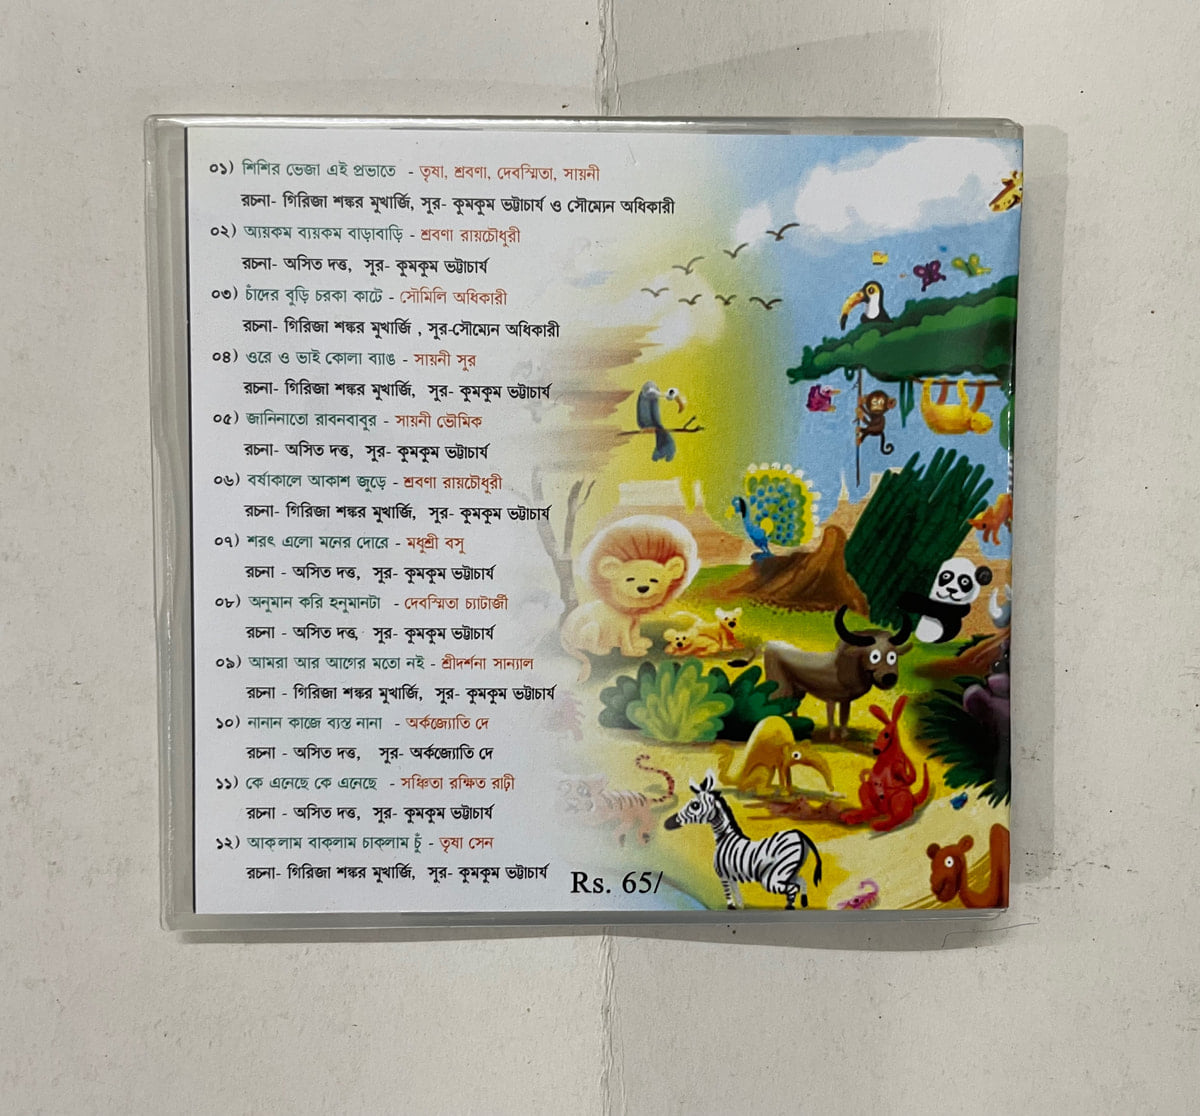 ০১) শিশির ভেজা এই প্রভাতে - তৃষা, শ্রবণা, দেবস্মিতা, সায়নী
রচনা- গিরিজা শঙ্কর মুখার্জি, সুর- কুমকুম ভট্টাচার্য ও সৌম্যেন অধিকারী
০২) অ্যয়কম ব্যয়কম বাড়াবাড়ি - শ্রবণা রায়চৌধুরী
রচনা- অসিত দত্ত, সুর- কুমকুম ভট্টাচার্য
০৩) চাঁদের বুড়ি চরকা কাটে - সৌমিলি অধিকারী
রচনা- গিরিজা শঙ্কর মুখার্জি , সুর-সৌম্যেন অধিকারী
০৪) ওরে ও ভাই কোলা ব্যাঙ - সায়নী সুর
রচনা- গিরিজা শঙ্কর মুখার্জি, সুর- কুমকুম ভট্টাচার্য
০৫) জানিনাতো রাবনবাবুর - সায়নী ভৌমিক
রচনা- অসিত দত্ত, সুর- কুমকুম ভট্টাচার্য
০৬) বর্ষাকালে আকাশ জুড়ে - শ্রবণা রায়চৌধুরী
রচনা- গিরিজা শঙ্কর মুখার্জি, সুর- কুমকুম ভট্টাচার্য
০৭) শরৎ এলো মনের দোরে - মধুশ্রী বসু
রচনা - অসিত দত্ত, সুর- কুমকুম ভট্টাচার্য
০৮) অনুমান করি হনুমানটা - দেবস্মিতা চ্যাটার্জী
রচনা - অসিত দত্ত, সুর- কুমকুম ভট্টাচার্য
০৯) আমরা আর আগের মতো নই - শ্রীদর্শনা সান্যাল
রচনা - গিরিজা শঙ্কর মুখার্জি, সুর- কুমকুম ভট্টাচার্য
১০) নানান কাজে ব্যস্ত নানা - অর্কজ্যোতি দে
রচনা - অসিত দত্ত, সুর- অর্কজ্যোতি দে
১১) কে এনেছে কে এনেছে - সঞ্চিতা রক্ষিত রাঢ়ী
রচনা - অসিত দত্ত, সুর- কুমকুম ভট্টাচার্য
১২) আক্‌লাম বাক্‌লাম চাক্‌লাম চুঁ - তৃষা সেন
রচনা- গিরিজা শঙ্কর মুখার্জি, সুর- কুমকুম ভট্টাচার্য
Rs. 65/